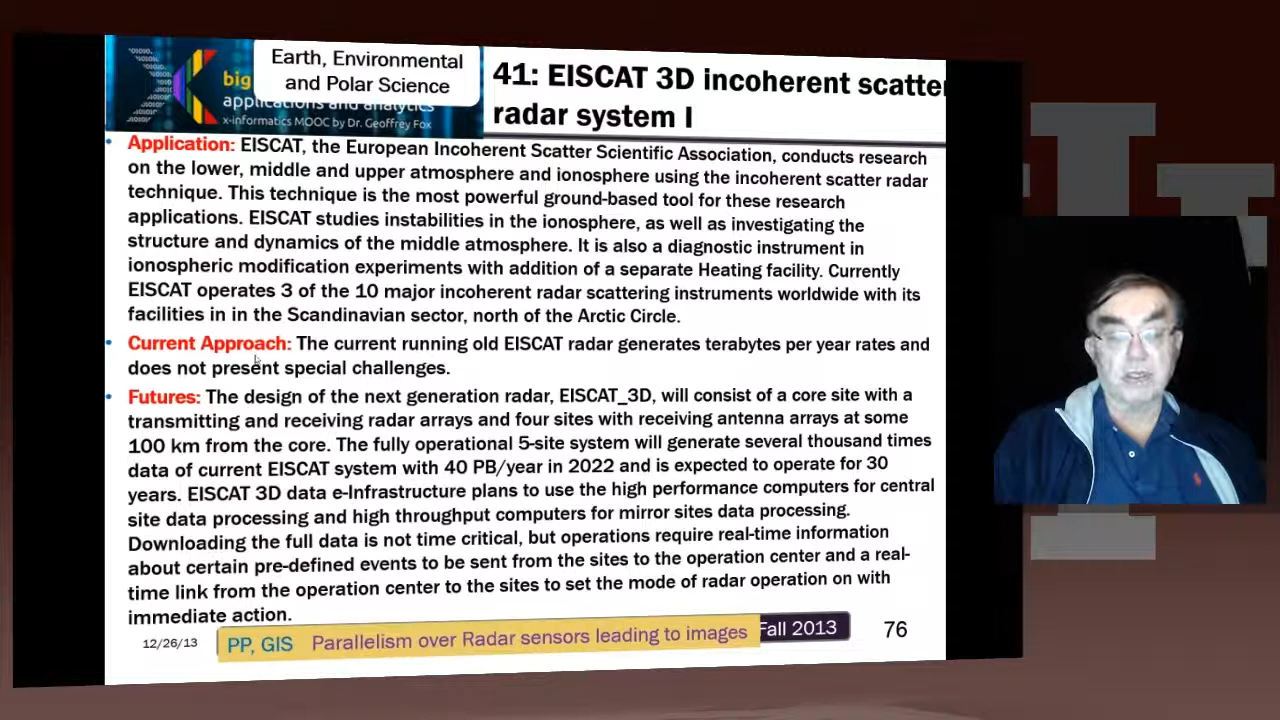 Earth, Environmental
and Polar Science
big
applications and analytics
x-informatics MOOC by Dr. Geoffrey Fox
41: EISCAT 3D incoherent scatter
radar system I
• Application: EISCAT, the European Incoherent Scatter Scientific Association, conducts research
on the lower, middle and upper atmosphere and ionosphere using the incoherent scatter radar
technique. This technique is the most powerful ground-based tool for these research
applications. EISCAT studies instabilities in the ionosphere, as well as investigating the
structure and dynamics of the middle atmosphere. It is also a diagnostic instrument in
ionospheric modification experiments with addition of a separate Heating facility. Currently
EISCAT operates 3 of the 10 major incoherent radar scattering instruments worldwide with its
facilities in in the Scandinavian sector, north of the Arctic Circle.
• Current Approach: The current running old EISCAT radar generates terabytes per year rates and
does not present special challenges.
• Futures: The design of the next generation radar, EISCAT_3D, will consist of a core site with a
transmitting and receiving radar arrays and four sites with receiving antenna arrays at some
100 km from the core. The fully operational 5-site system will generate several thousand times
data of current EISCAT system with 40 PB/year in 2022 and is expected to operate for 30
years. EISCAT 3D data e-Infrastructure plans to use the high performance computers for central
site data processing and high throughput computers for mirror sites data processing.
Downloading the full data is not time critical, but operations require real-time information
about certain pre-defined events to be sent from the sites to the operation center and a real-
time link from the operation center to the sites to set the mode of radar operation on with
immediate action.
12/26/13
PP, GIS Parallelism over Radar sensors leading to images
Fall 2013
76